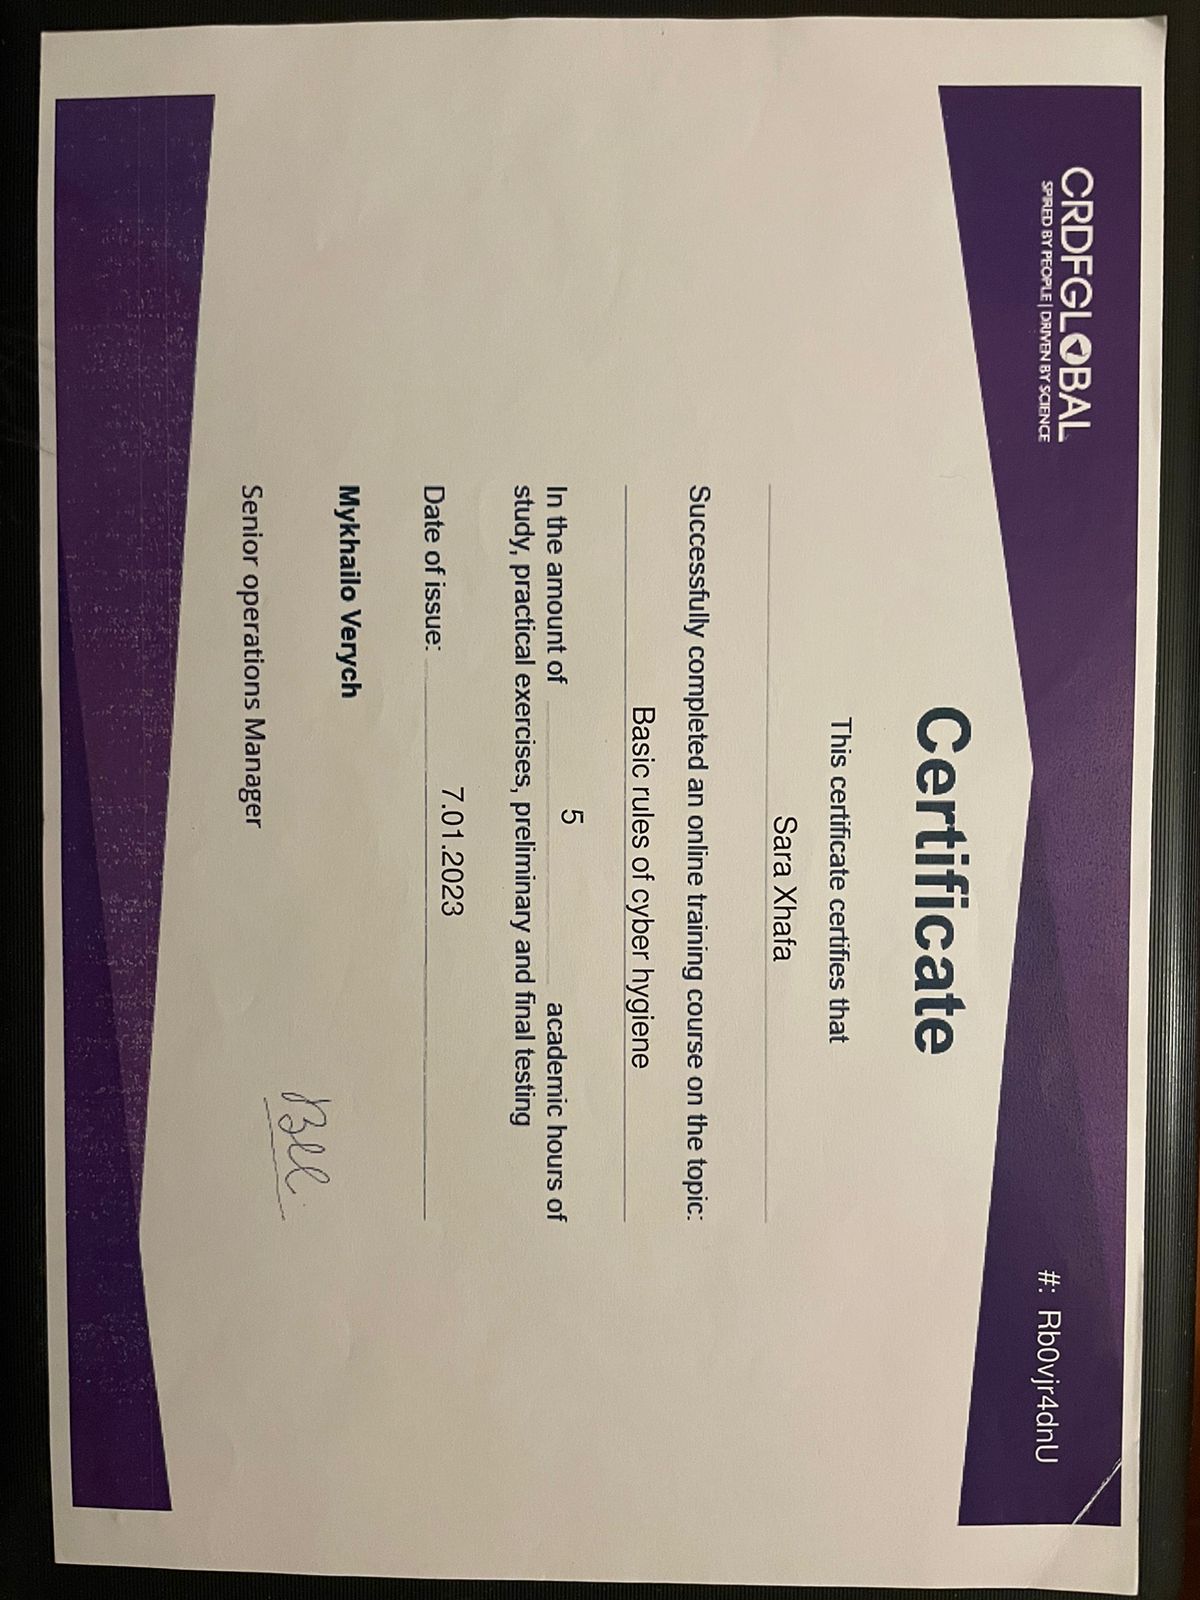 CRDFGLOBAL
SPIRED BY PEOPLE | DRIVEN BY SCIENCE
#: Rb0vjr4dnU
Certificate
This certificate certifies that
Sara Xhafa
Successfully completed an online training course on the topic:
Basic rules of cyber hygiene
In the amount of 5 academic hours of
study, practical exercises, preliminary and final testing
Date of issue: 7.01.2023
Mykhailo Verych
Senior operations Manager